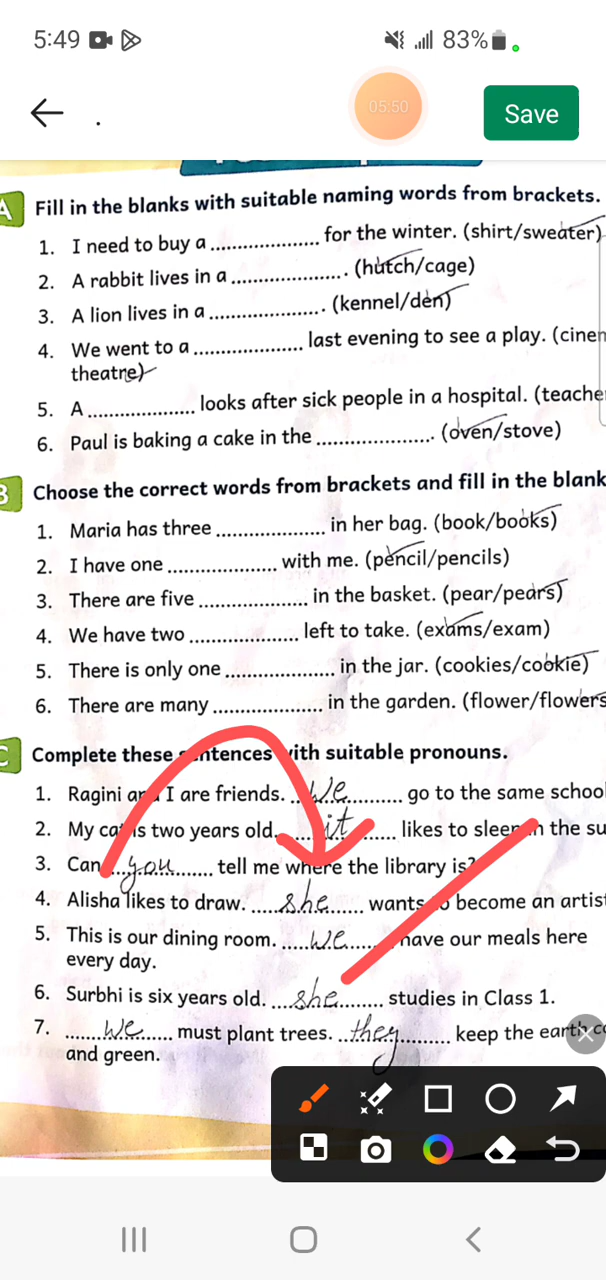 5:49 83%
05:50
Save
A Fill in the blanks with suitable naming words from brackets.
1. I need to buy a ................... for the winter. (shirt/sweater)
2. A rabbit lives in a .................... (hutch/cage)
3. A lion lives in a .................... (kennel/den)
4. We went to a ................... last evening to see a play. (cinem
theatre)
5. A ................... looks after sick people in a hospital. (teache
6. Paul is baking a cake in the .................... (oven/stove)
B Choose the correct words from brackets and fill in the blank
1. Maria has three ................... in her bag. (book/books)
2. I have one ................... with me. (pencil/pencils)
3. There are five ................... in the basket. (pear/pears)
4. We have two ................... left to take. (exams/exam)
5. There is only one ................... in the jar. (cookies/cookie)
6. There are many ................... in the garden. (flower/flowers
C Complete these sentences with suitable pronouns.
1. Ragini and I are friends. We go to the same school
2. My cat is two years old. it likes to sleep in the su
3. Can you tell me where the library is?
4. Alisha likes to draw. she wants to become an artist
5. This is our dining room. we have our meals here
every day.
6. Surbhi is six years old. she studies in Class 1.
7. We must plant trees. they keep the earth co
and green.